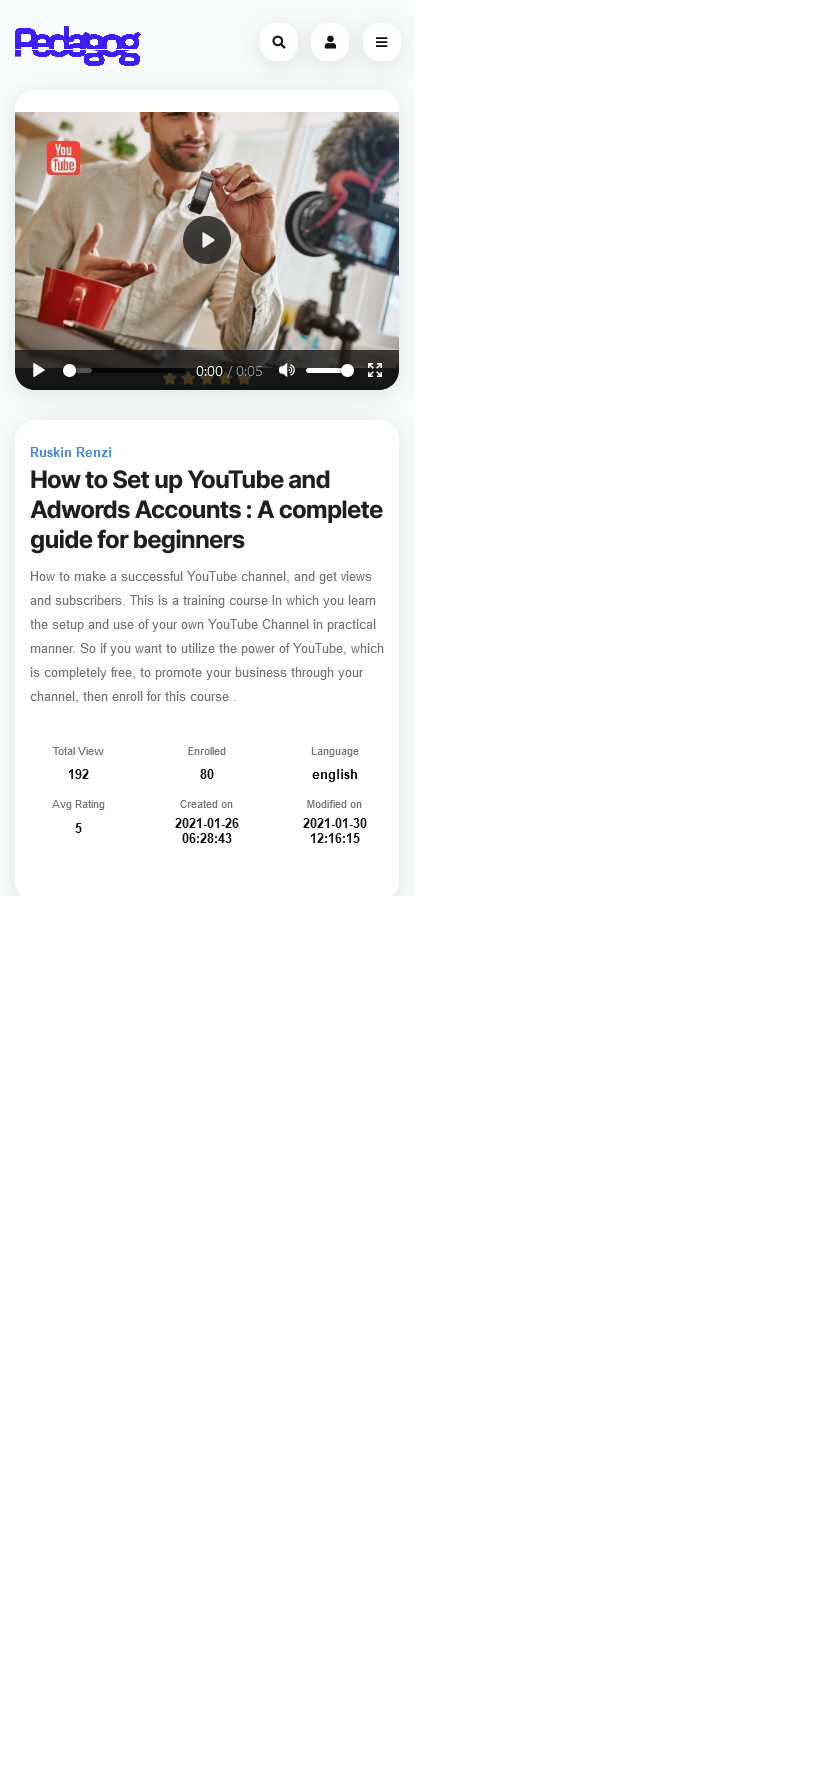 Pedagog
You
Tube
0:00 / 0:05
Ruskin Renzi
How to Set up YouTube and
Adwords Accounts : A complete
guide for beginners
How to make a successful YouTube channel, and get views
and subscribers. This is a training course In which you learn
the setup and use of your own YouTube Channel in practical
manner. So if you want to utilize the power of YouTube, which
is completely free, to promote your business through your
channel, then enroll for this course .
Total View
Enrolled
Language
192
80
english
Avg Rating
Created on
Modified on
5
2021-01-26
06:28:43
2021-01-30
12:16:15